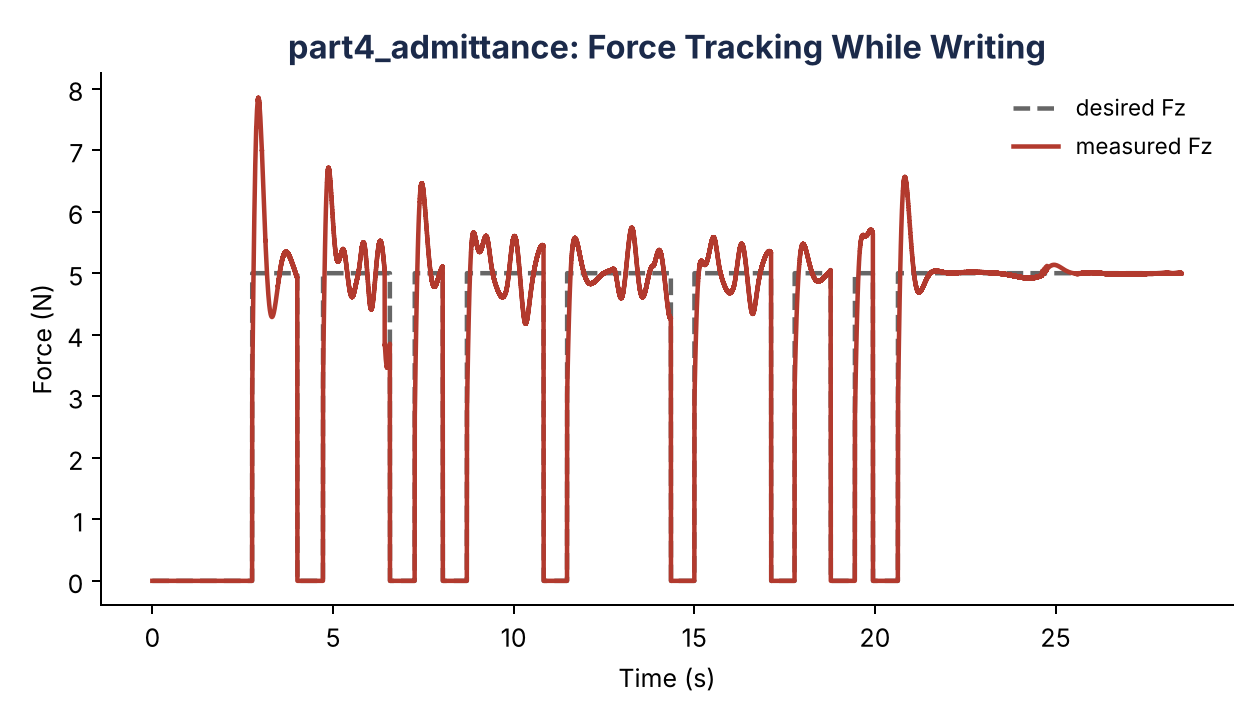 part4_admittance: Force Tracking While Writing
desired Fz
measured Fz
8
7
6
5
4
3
2
1
0
Force (N)
0 5 10 15 20 25
Time (s)